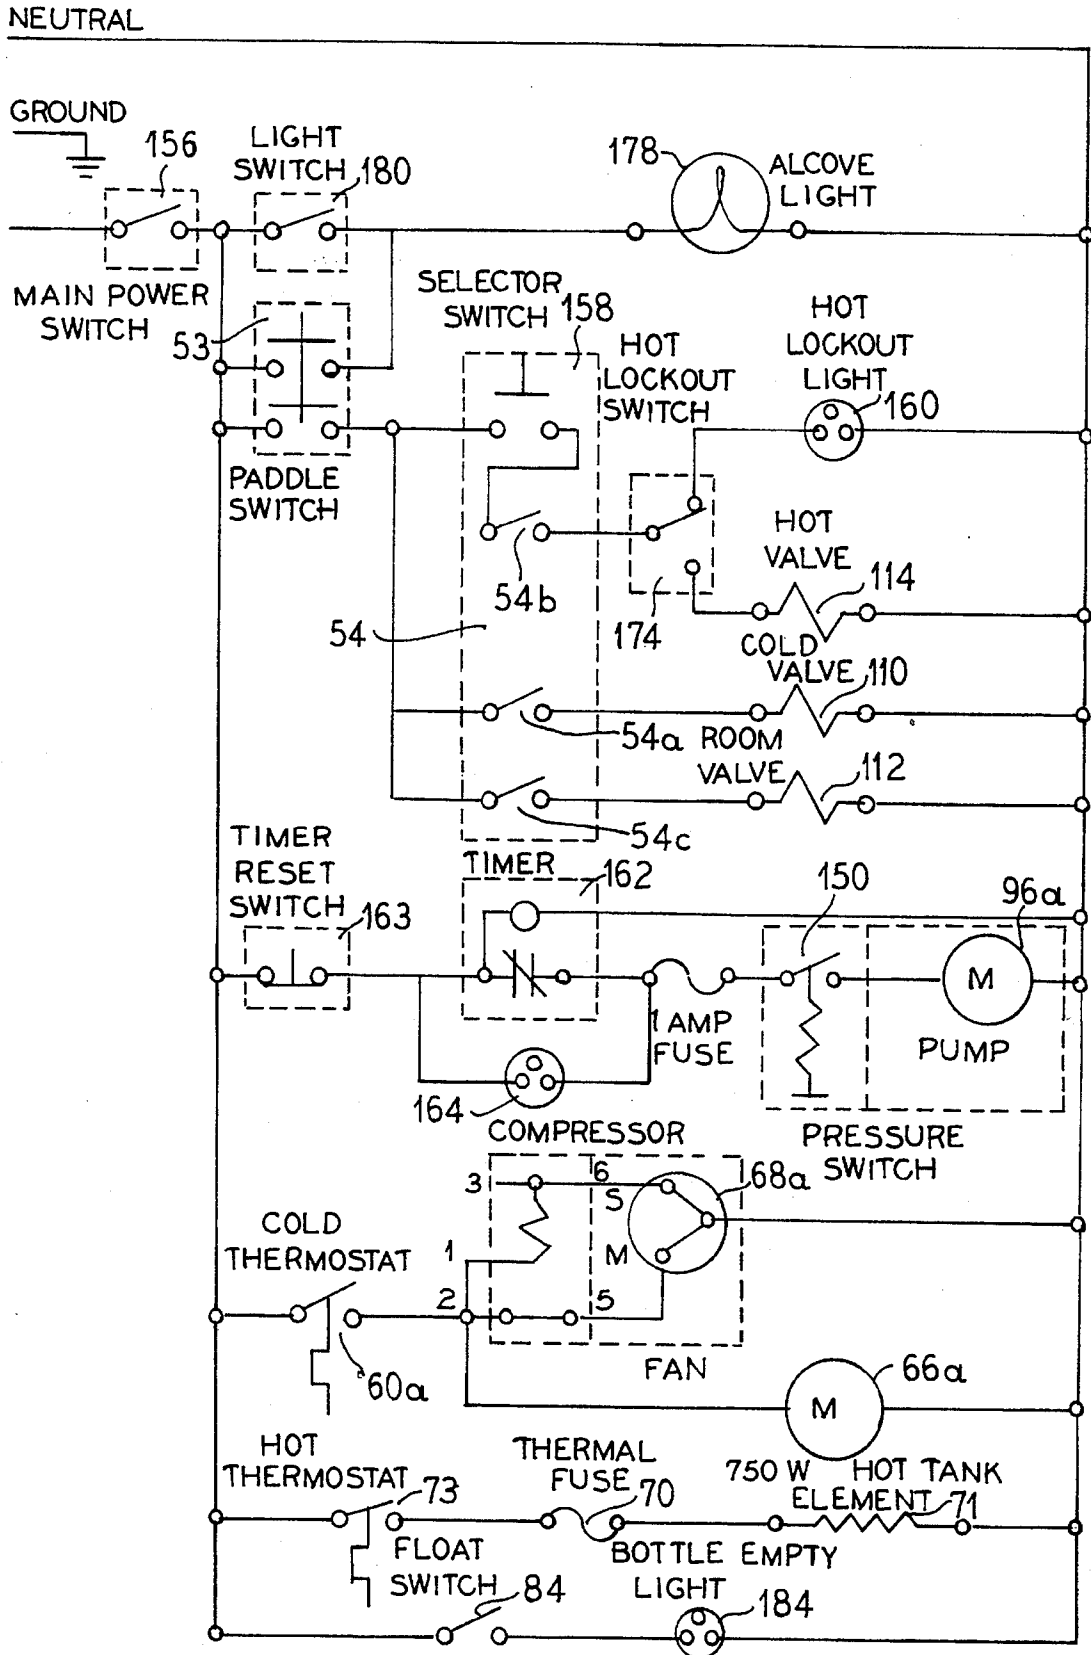 NEUTRAL
GROUND
156
LIGHT
SWITCH
180
178
ALCOVE
LIGHT
MAIN POWER
SWITCH
53
SELECTOR
SWITCH
158
HOT
LOCKOUT
SWITCH
HOT
LOCKOUT
LIGHT
160
PADDLE
SWITCH
54b
54
174
HOT
VALVE
114
COLD
VALVE
110
54a
ROOM
VALVE
112
54c
TIMER
RESET
SWITCH
163
TIMER
162
150
96a
M
1 AMP
FUSE
PUMP
164
COMPRESSOR
PRESSURE
SWITCH
3
6
S
68a
COLD
THERMOSTAT
1
M
2
5
60a
FAN
66a
M
HOT
THERMOSTAT
73
THERMAL
FUSE
70
750 W HOT TANK
ELEMENT
71
FLOAT
SWITCH
84
BOTTLE EMPTY
LIGHT
184